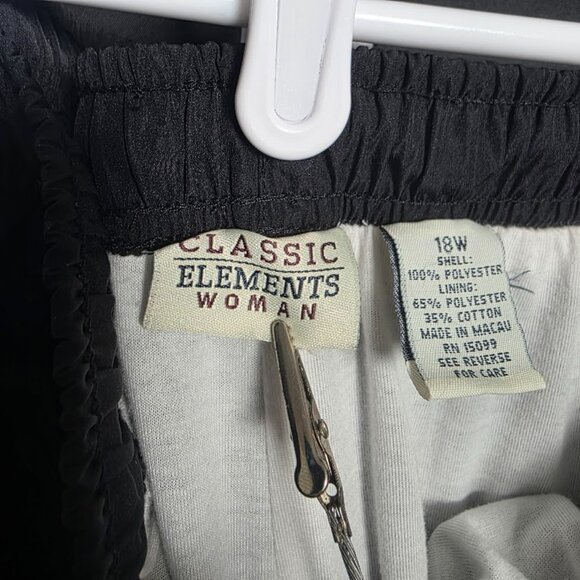 CLASSIC
ELEMENTS
WOMAN
18W
SHELL:
100% POLYESTER
LINING:
65% POLYESTER
35% COTTON
MADE IN MACAU
RN 15099
SEE REVERSE
FOR CARE